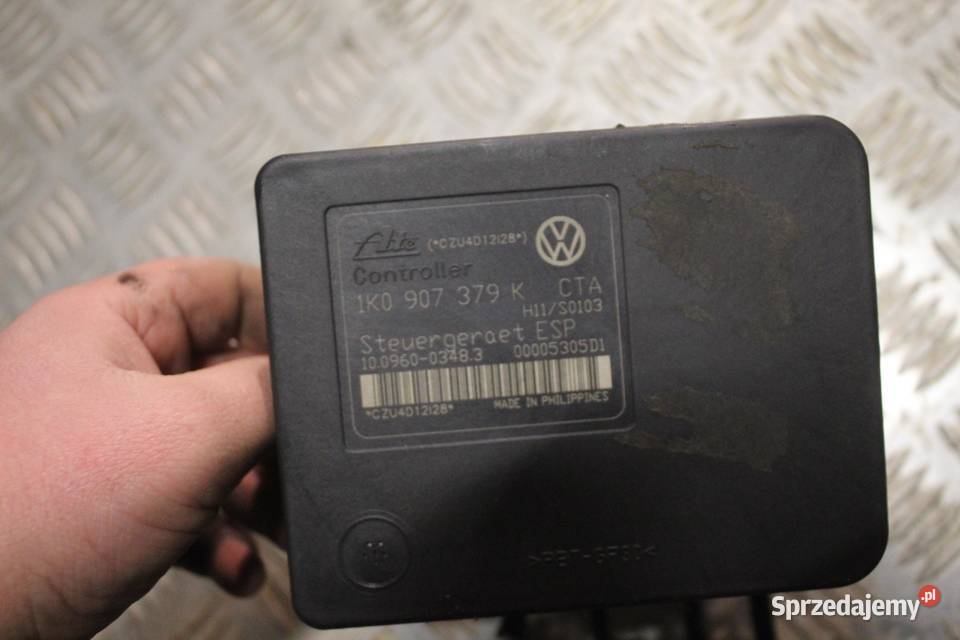 Ate (*CZU4D12I28*)
Controller
1K0 907 379 K CTA
H11/S0103
Steuergeraet ESP
10.0960-0348.3 00005305D1
*CZU4D12I28* MADE IN PHILIPPINES
Sprzedajemy.pl